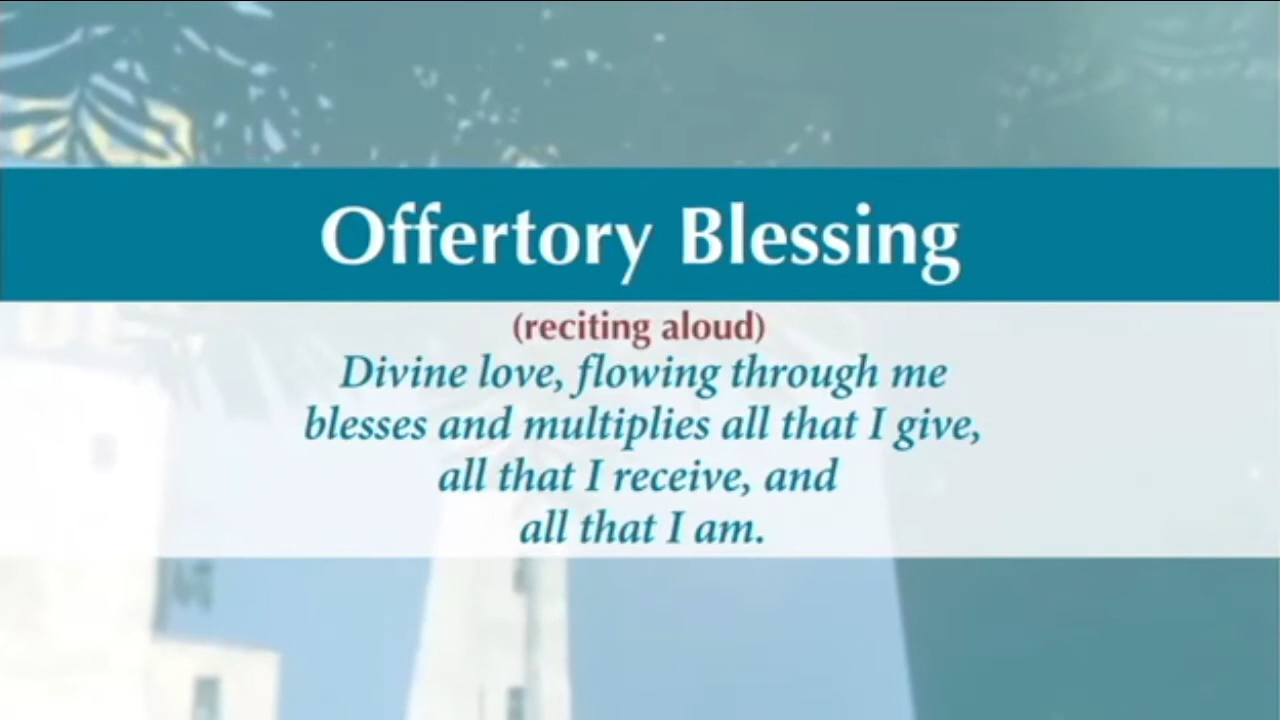 Offertory Blessing
(reciting aloud)
Divine love, flowing through me
blesses and multiplies all that I give,
all that I receive, and
all that I am.